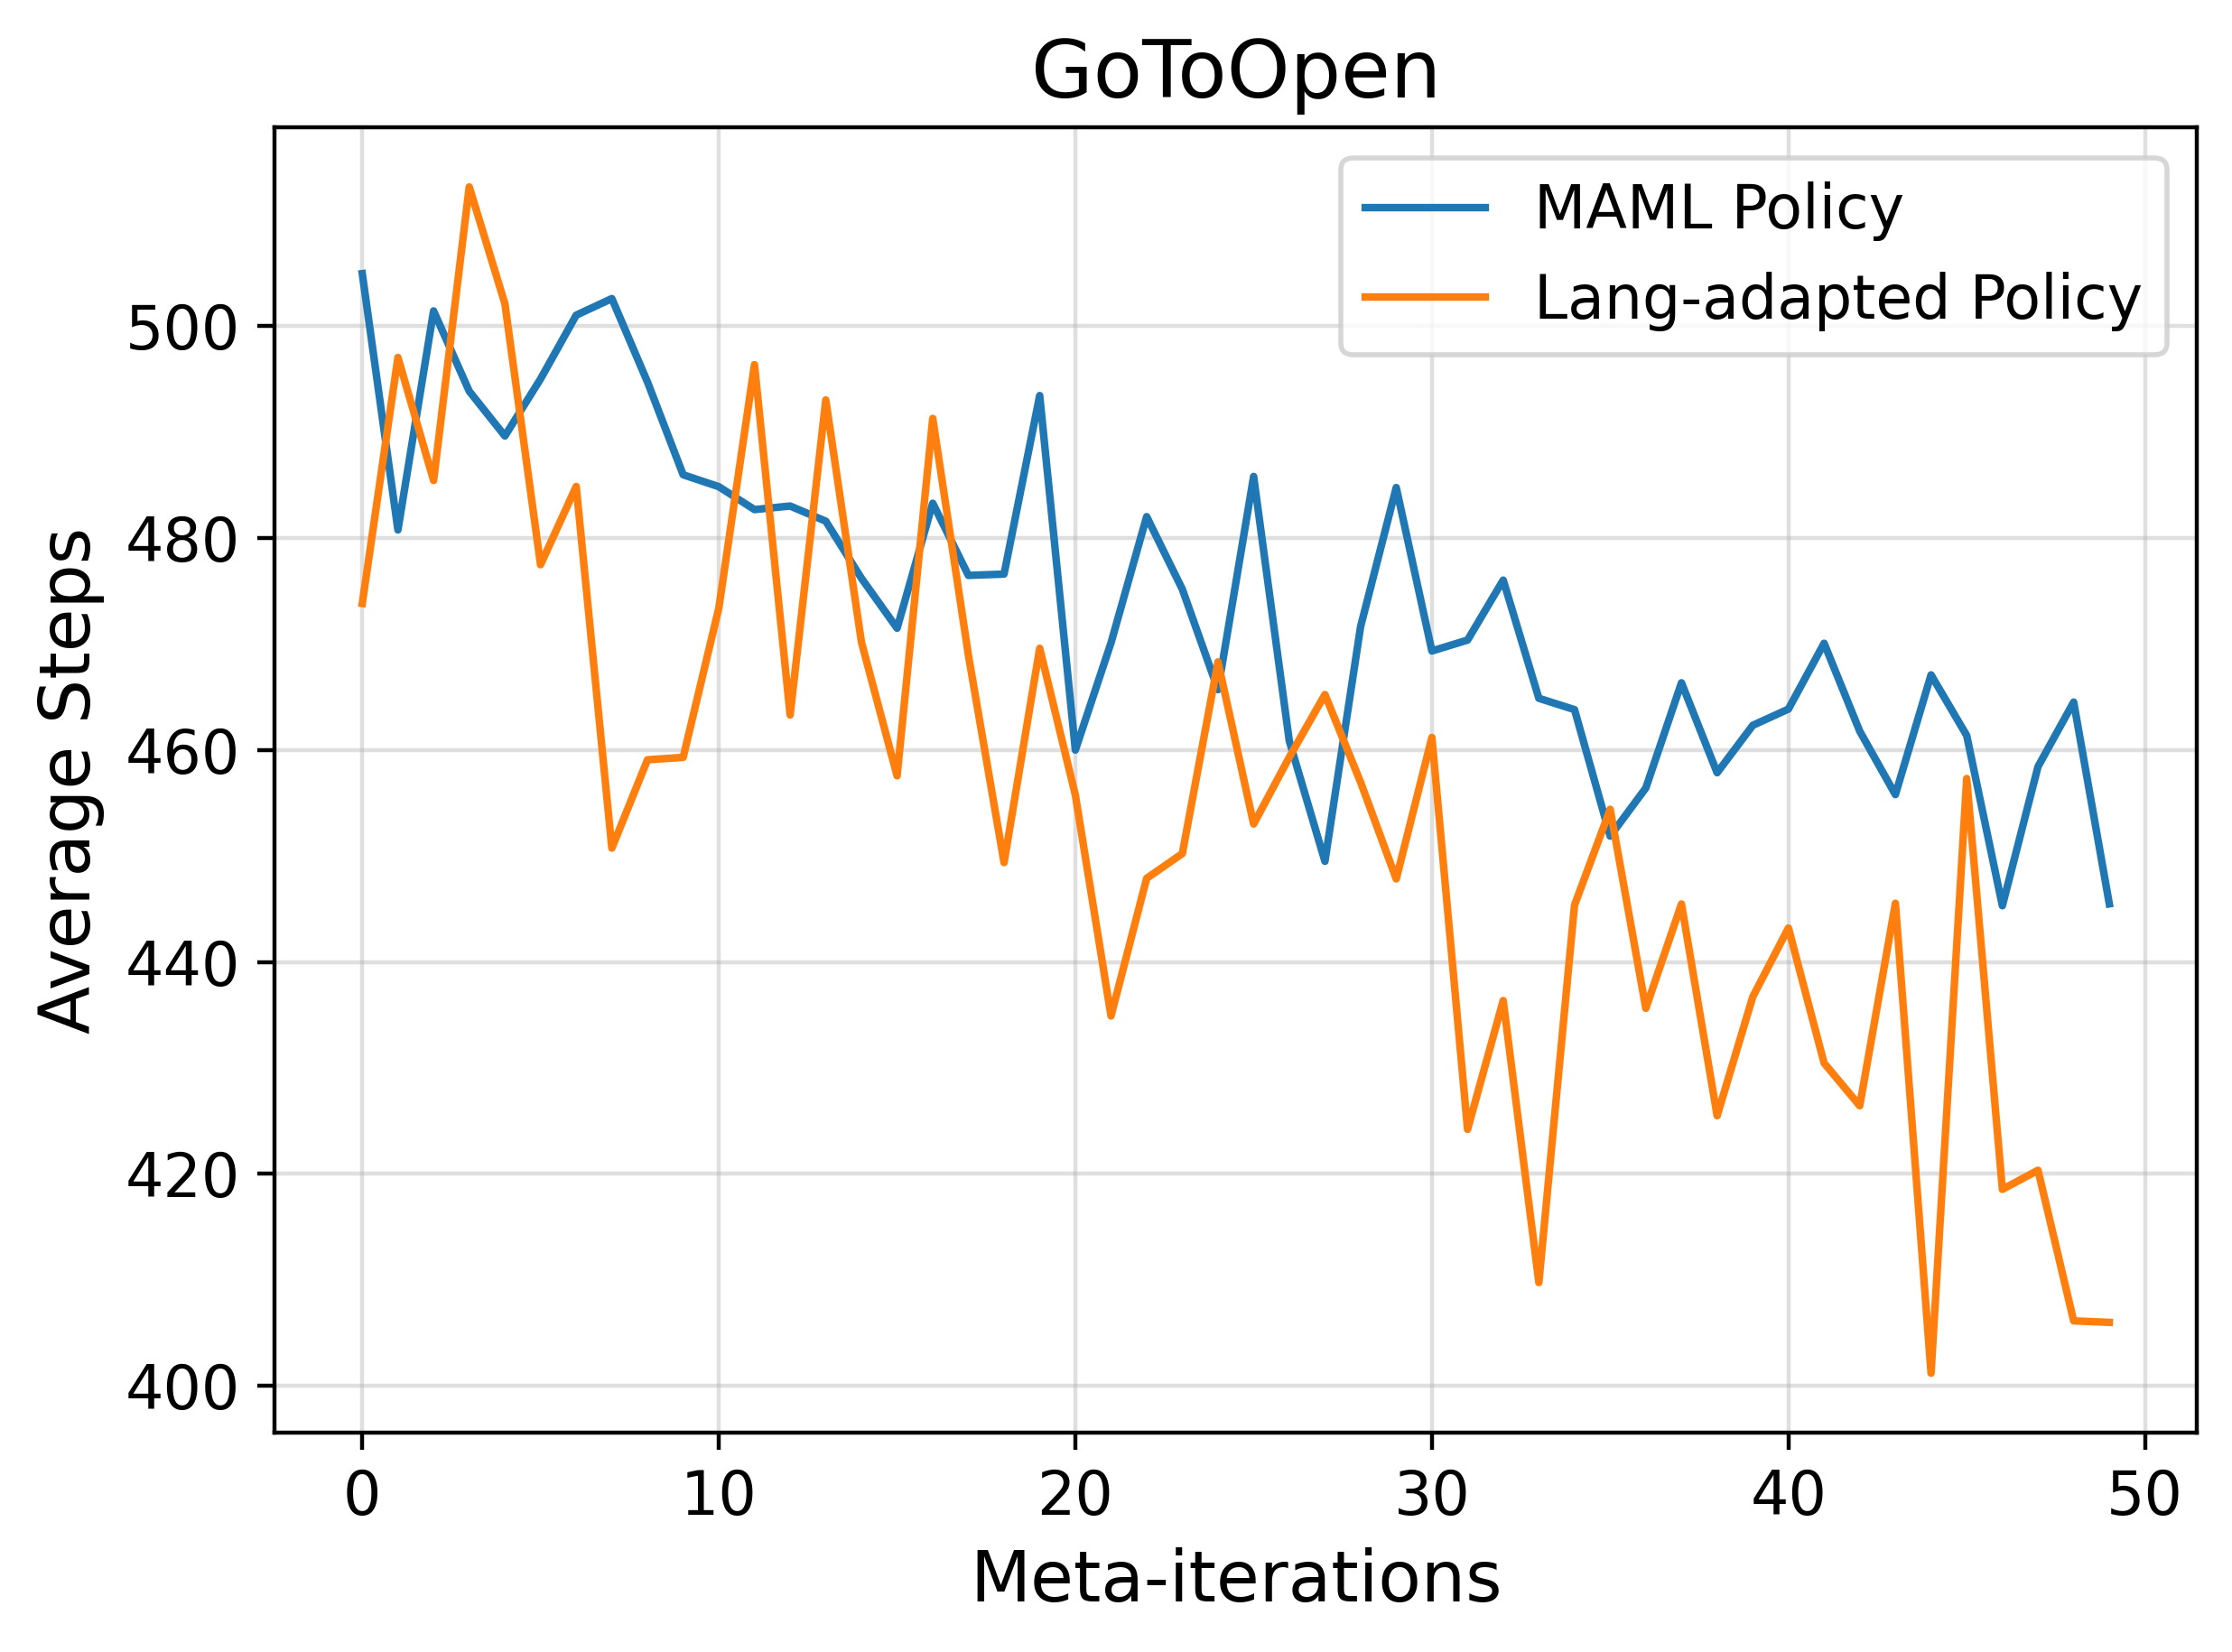 GoToOpen
MAML Policy
Lang-adapted Policy
Average Steps
500
480
460
440
420
400
0 10 20 30 40 50
Meta-iterations